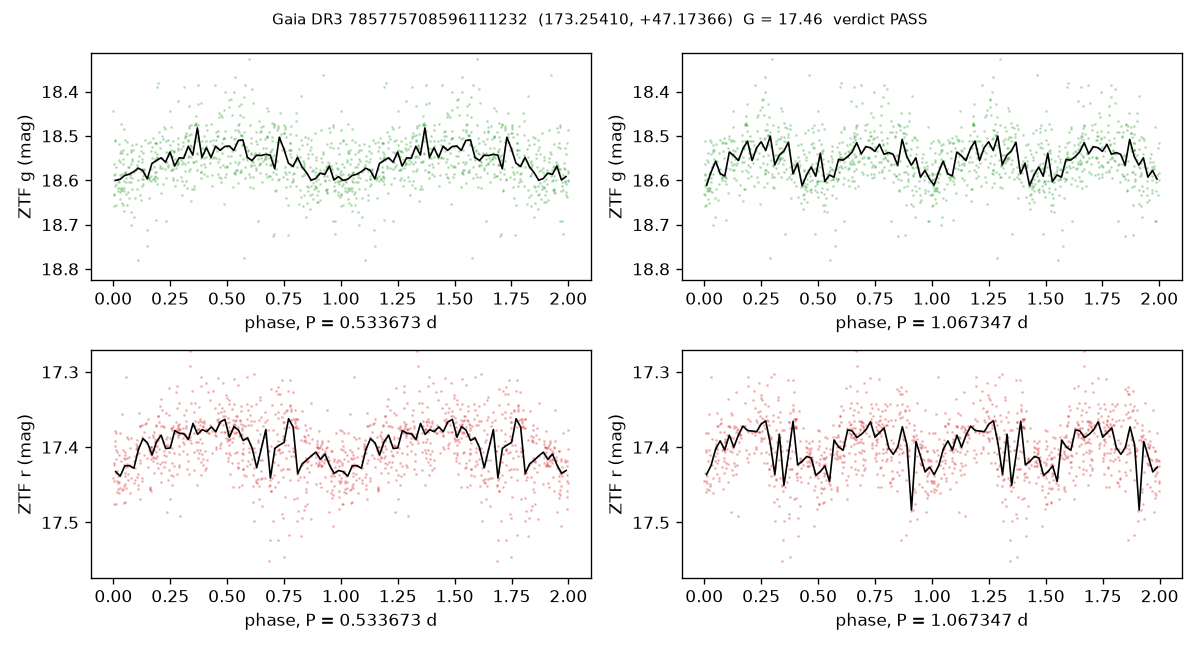 Gaia DR3 785775708596111232 (173.25410, +47.17366) G = 17.46 verdict PASS
ZTF g (mag)
18.4
18.5
18.6
18.7
18.8
0.00 0.25 0.50 0.75 1.00 1.25 1.50 1.75 2.00
phase, P = 0.533673 d
ZTF g (mag)
18.4
18.5
18.6
18.7
18.8
0.00 0.25 0.50 0.75 1.00 1.25 1.50 1.75 2.00
phase, P = 1.067347 d
ZTF r (mag)
17.3
17.4
17.5
0.00 0.25 0.50 0.75 1.00 1.25 1.50 1.75 2.00
phase, P = 0.533673 d
ZTF r (mag)
17.3
17.4
17.5
0.00 0.25 0.50 0.75 1.00 1.25 1.50 1.75 2.00
phase, P = 1.067347 d